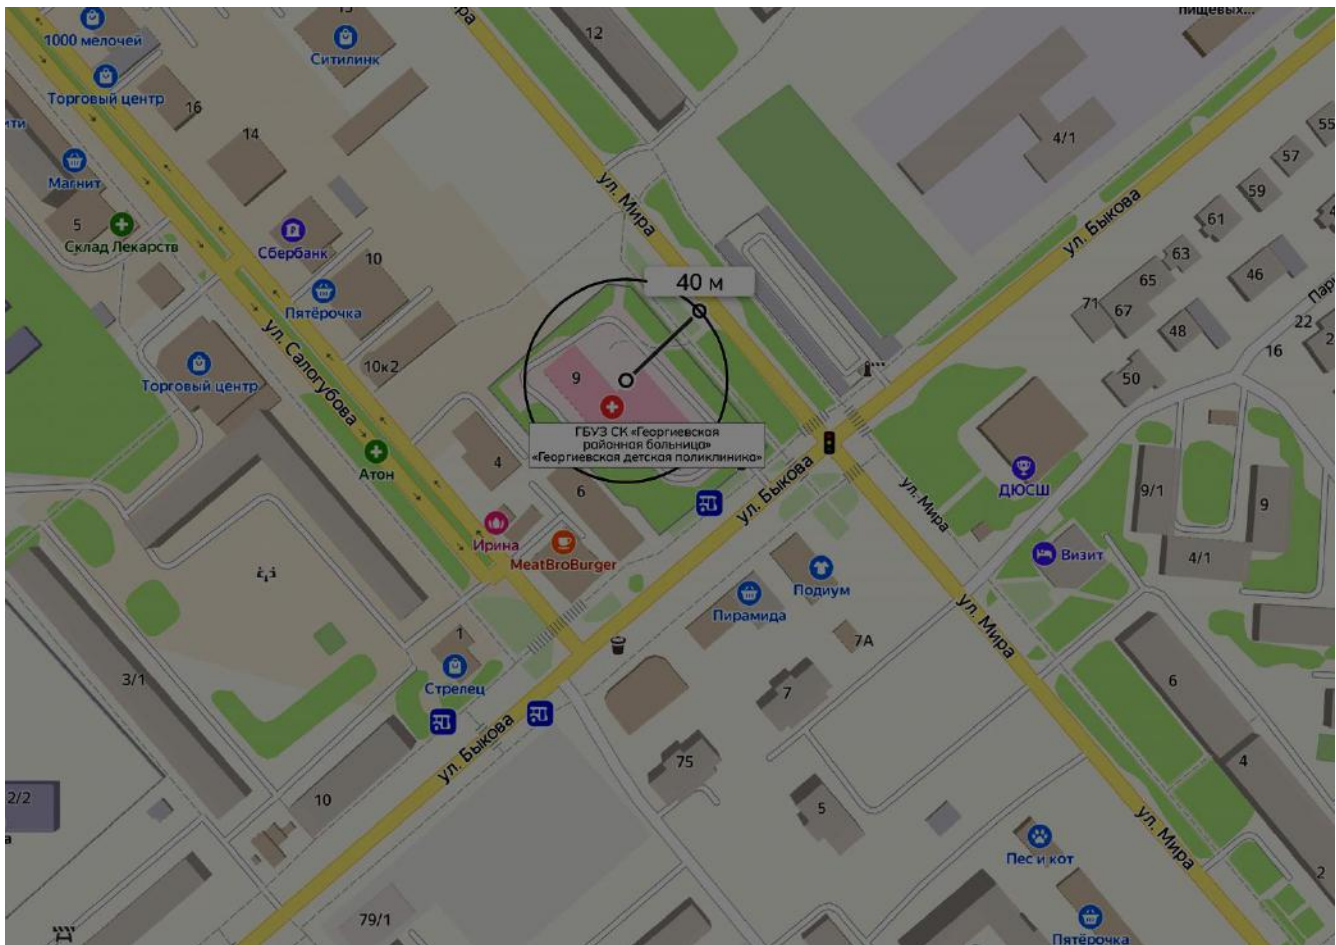 пищевых...
1000 мелочей
Ситилинк
12
Торговый центр
16
14
4/1
55
57
Магнит
59
ул. Мира
5
Склад Лекарств
61
ул. Быкова
Сбербанк
10
63
65
46
40 м
71
67
Пятёрочка
48
22
16
ул. Салогубова
10к2
9
50
Торговый центр
ГБУЗ СК «Георгиевская
районная больница»
«Георгиевская детская поликлиника»
Атон
4
6
ул. Быкова
ул. Мира
ДЮСШ
9/1
9
Ирина
MeatBroBurger
Визит
4/1
Подиум
Пирамида
ул. Мира
1
7А
3/1
Стрелец
7
6
ул. Быкова
75
4
2/2
10
5
ул. Мира
Пес и кот
2
79/1
Пятёрочка